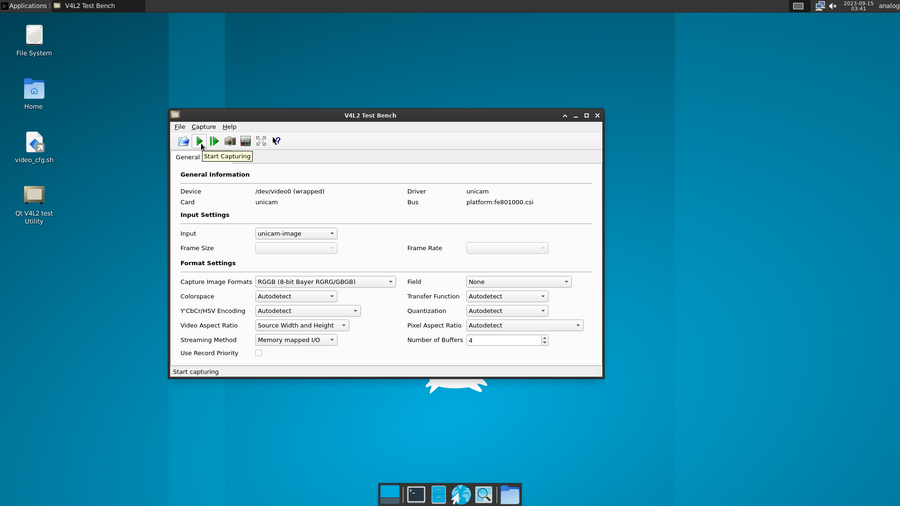 Applications
V4L2 Test Bench
2023-09-15
03:41
analog
File System
Home
video_cfg.sh
Qt V4L2 test
Utility
V4L2 Test Bench
File Capture Help
General
Start Capturing
General Information
Device /dev/video0 (wrapped) Driver unicam
Card unicam Bus platform:fe801000.csi
Input Settings
Input unicam-image
Frame Size Frame Rate
Format Settings
Capture Image Formats RGGB (8-bit Bayer RGRG/GBGB) Field None
Colorspace Autodetect Transfer Function Autodetect
Y'CbCr/HSV Encoding Autodetect Quantization Autodetect
Video Aspect Ratio Source Width and Height Pixel Aspect Ratio Autodetect
Streaming Method Memory mapped I/O Number of Buffers 4
Use Record Priority
Start capturing